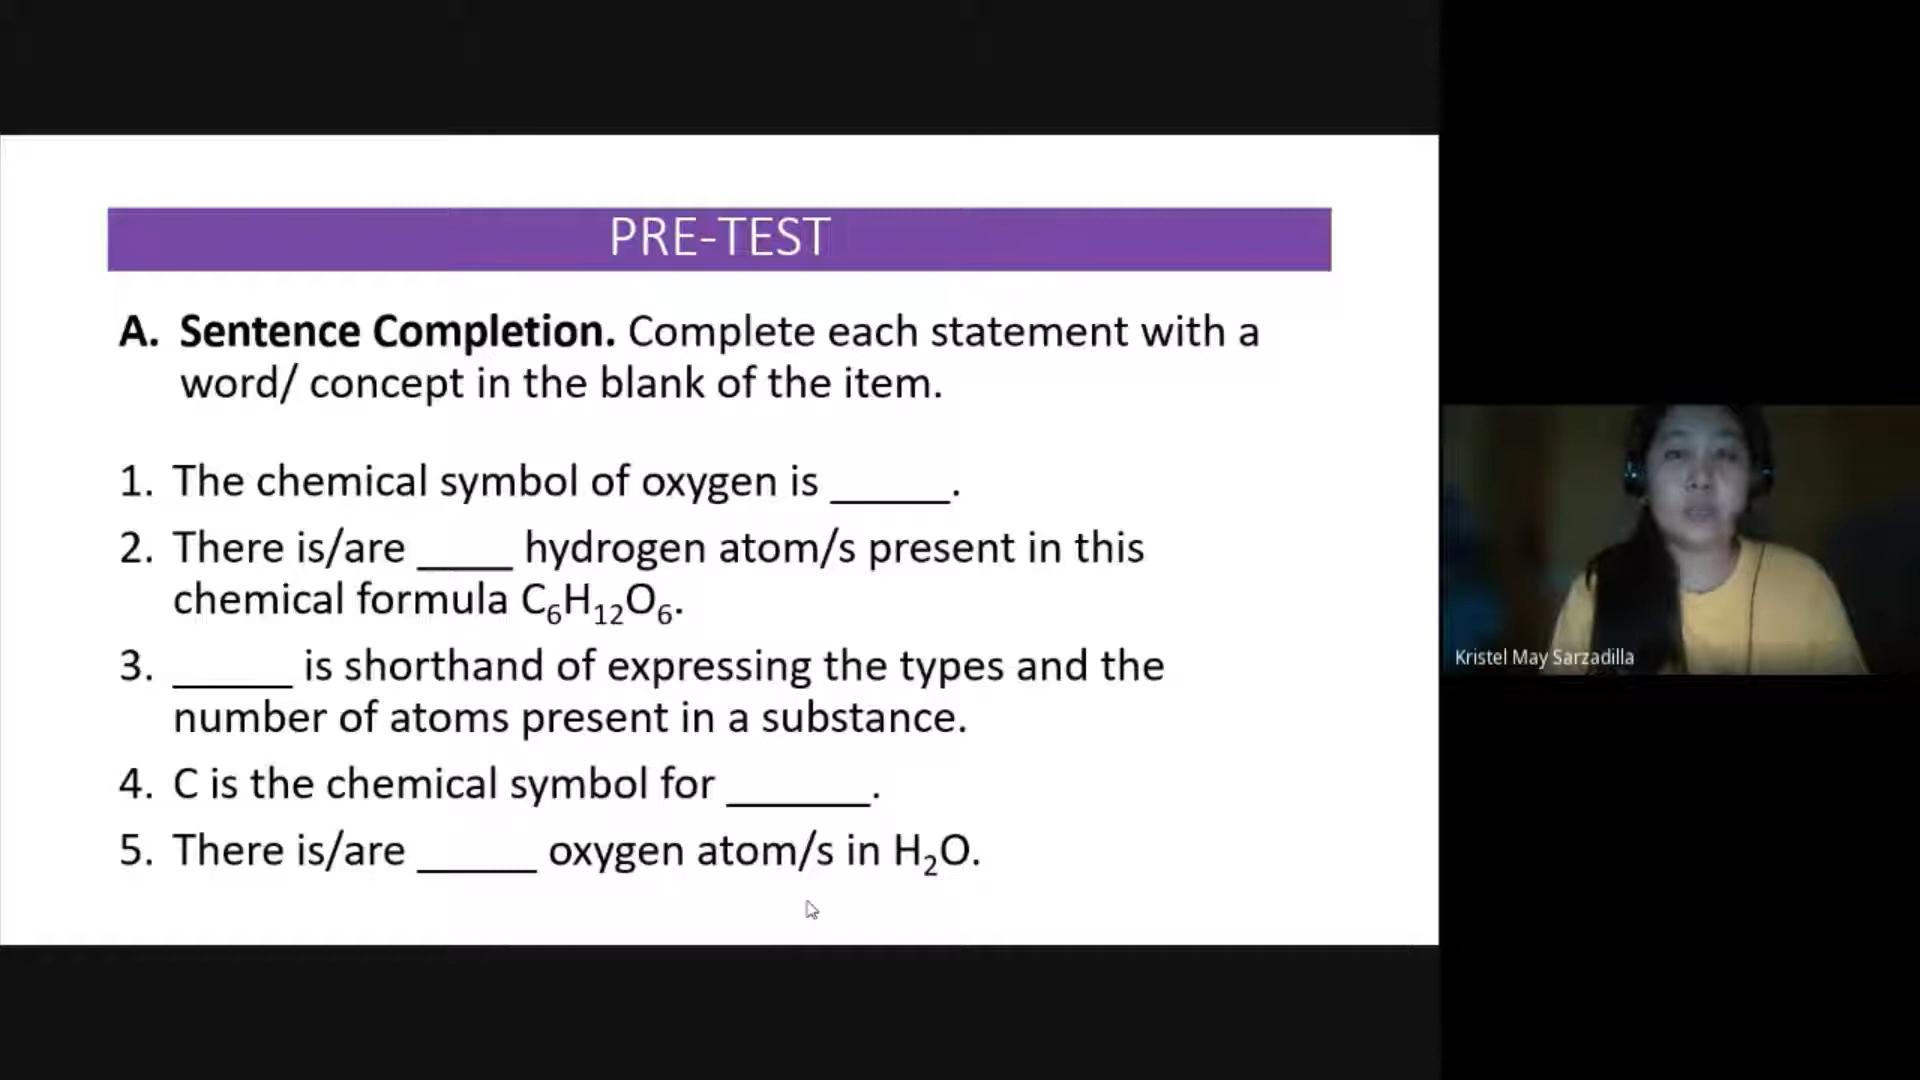 PRE-TEST
A. Sentence Completion. Complete each statement with a
word/ concept in the blank of the item.
1. The chemical symbol of oxygen is _____.
2. There is/are ____ hydrogen atom/s present in this
chemical formula C₆H₁₂O₆.
3. _____ is shorthand of expressing the types and the
number of atoms present in a substance.
4. C is the chemical symbol for ______.
5. There is/are _____ oxygen atom/s in H₂O.
Kristel May Sarzadilla